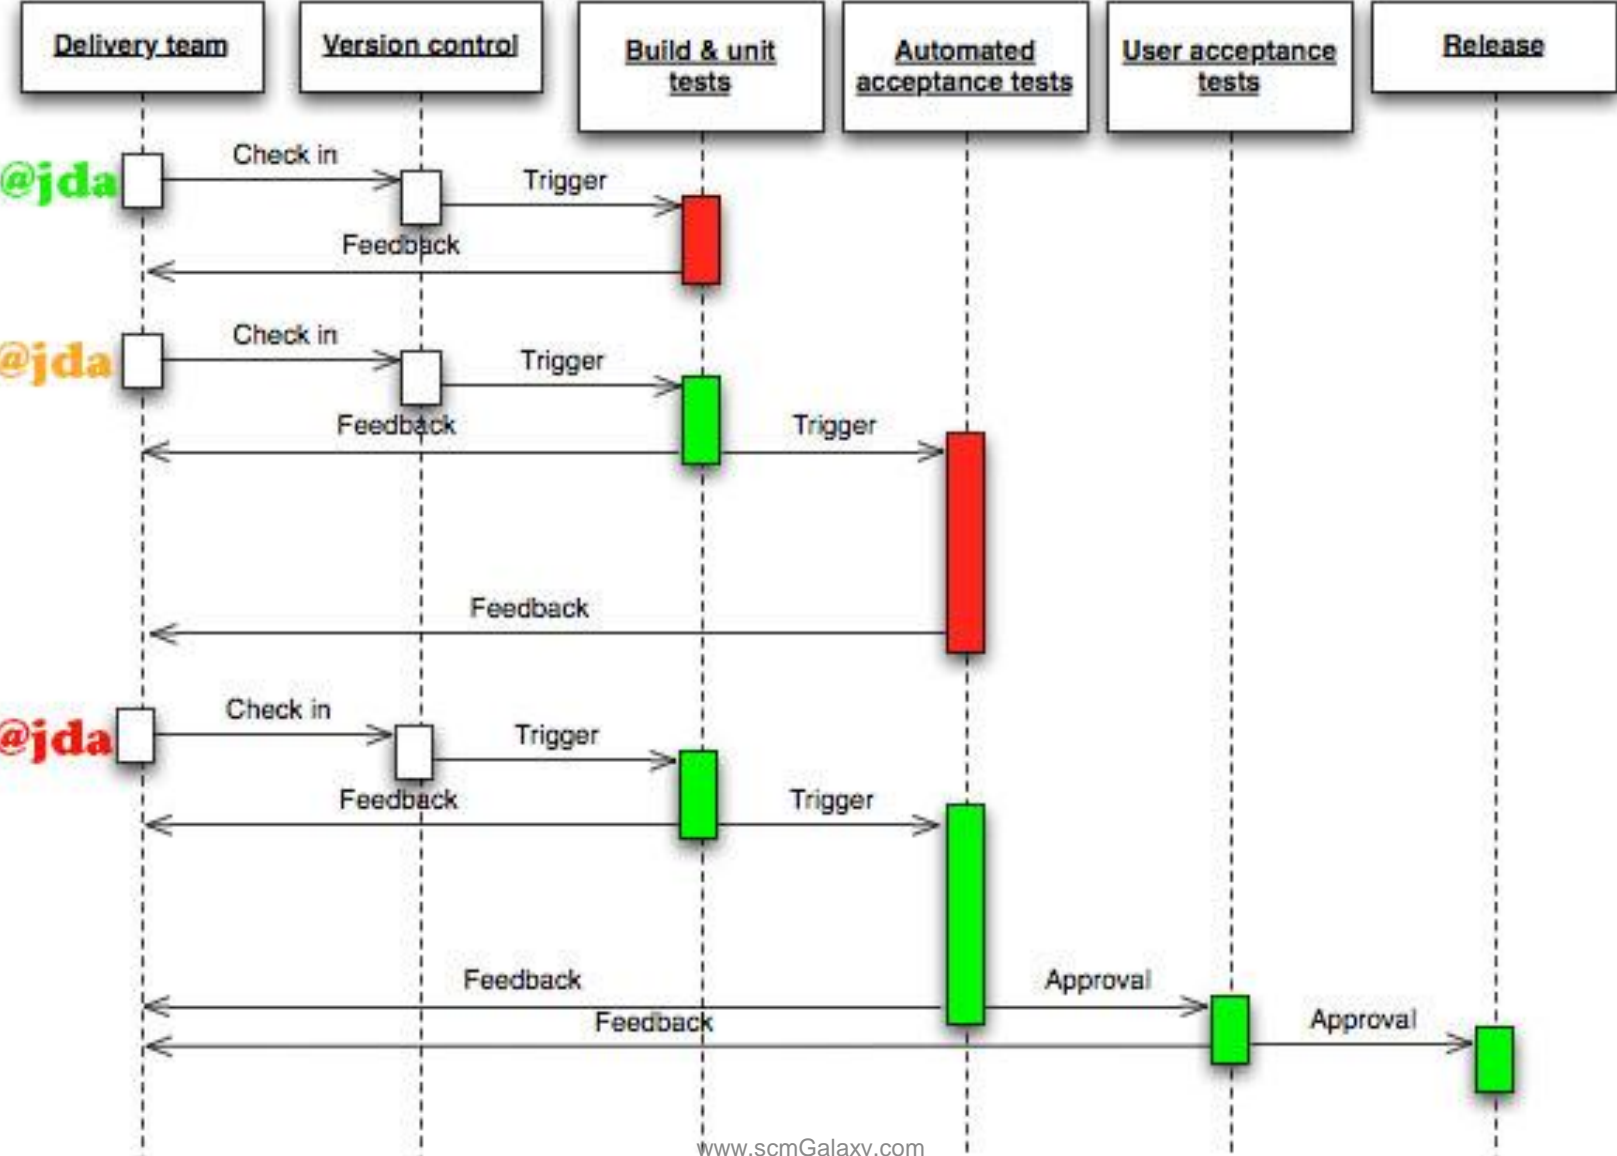 Delivery team
Version control
Build & unit
tests
Automated
acceptance tests
User acceptance
tests
Release
@jda
Check in
Trigger
Feedback
@jda
Check in
Trigger
Feedback
Trigger
Feedback
@jda
Check in
Trigger
Feedback
Trigger
Feedback
Approval
Feedback
Approval
www.scmGalaxy.com